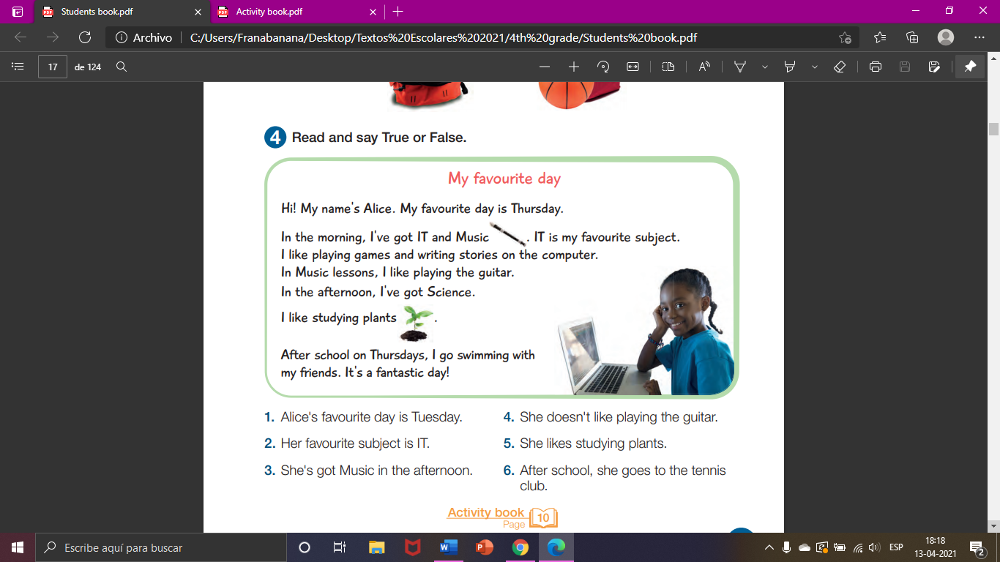 Students book.pdf
Activity book.pdf
Archivo
C:/Users/Franabanana/Desktop/Textos%20Escolares%202021/4th%20grade/Students%20book.pdf
17 de 124
4 Read and say True or False.
My favourite day
Hi! My name's Alice. My favourite day is Thursday.
In the morning, I've got IT and Music . IT is my favourite subject.
I like playing games and writing stories on the computer.
In Music lessons, I like playing the guitar.
In the afternoon, I've got Science.
I like studying plants .
After school on Thursdays, I go swimming with
my friends. It's a fantastic day!
1. Alice's favourite day is Tuesday.
2. Her favourite subject is IT.
3. She's got Music in the afternoon.
4. She doesn't like playing the guitar.
5. She likes studying plants.
6. After school, she goes to the tennis
club.
Activity book
Page 10
Escribe aquí para buscar
ESP
18:18
13-04-2021
2